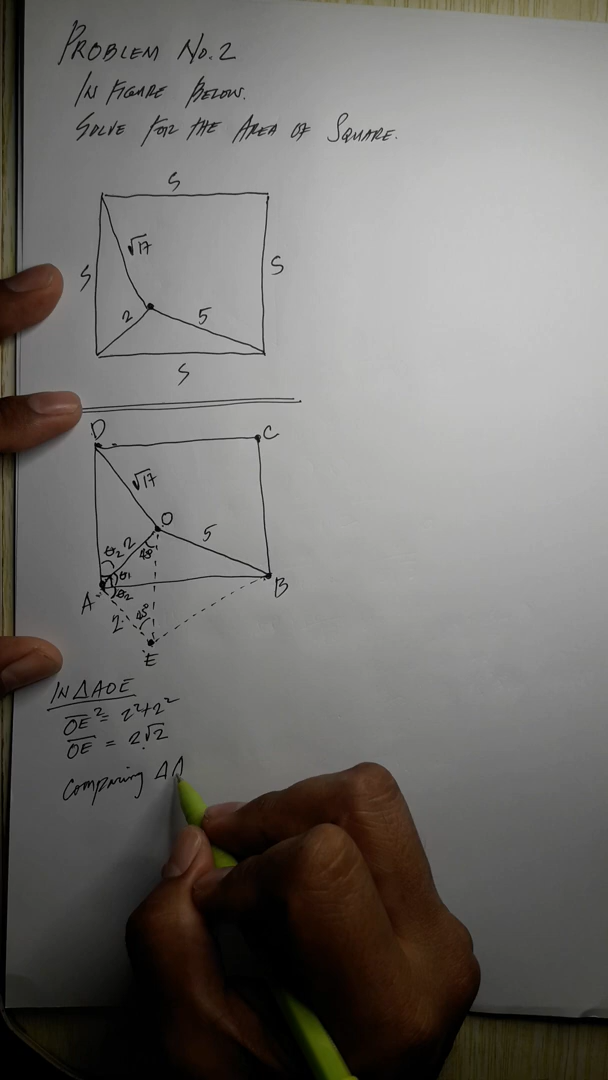 PROBLEM NO.2
IN FIGURE BELOW.
SOLVE FOR THE AREA OF SQUARE.
S
√17
S
S
2
5
S
D
C
√17
O
θ2
2
45°
5
θ1
A
θ2
B
2
45°
E
IN △AOE
OE² = 2²+2²
OE = 2√2
Comparing △A